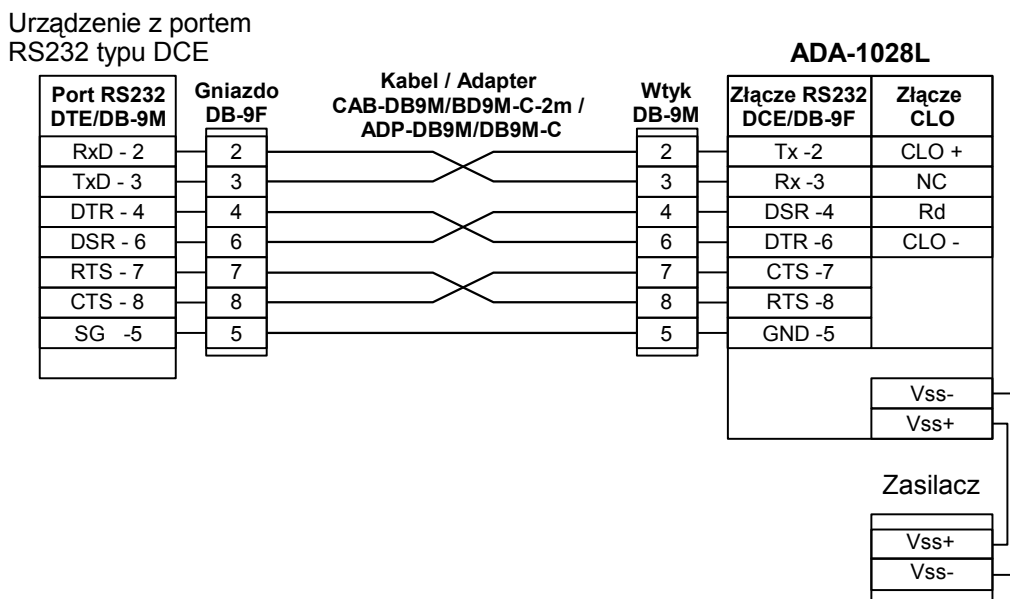 Urządzenie z portem
RS232 typu DCE
ADA-1028L
Port RS232
DTE/DB-9M
Gniazdo
DB-9F
Kabel / Adapter
CAB-DB9M/BD9M-C-2m /
ADP-DB9M/DB9M-C
Wtyk
DB-9M
Złącze RS232
DCE/DB-9F
Złącze
CLO
RxD - 2 2 2 Tx -2 CLO +
TxD - 3 3 3 Rx -3 NC
DTR - 4 4 4 DSR -4 Rd
DSR - 6 6 6 DTR -6 CLO -
RTS - 7 7 7 CTS -7
CTS - 8 8 8 RTS -8
SG -5 5 5 GND -5
Vss-
Vss+
Zasilacz
Vss+
Vss-